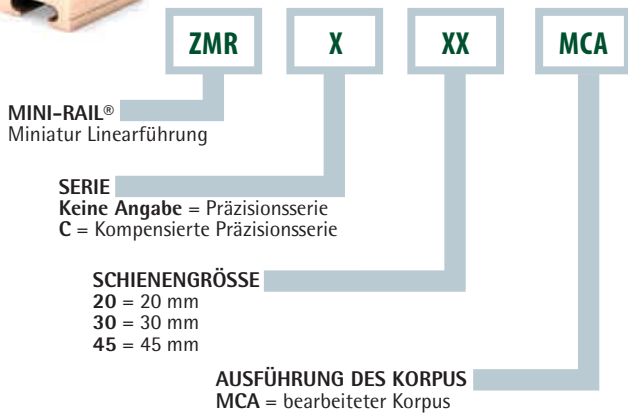 ZMR X XX MCA
MINI-RAIL®
Miniatur Linearführung
SERIE
Keine Angabe = Präzisionsserie
C = Kompensierte Präzisionsserie
SCHIENENGRÖSSE
20 = 20 mm
30 = 30 mm
45 = 45 mm
AUSFÜHRUNG DES KORPUS
MCA = bearbeiteter Korpus